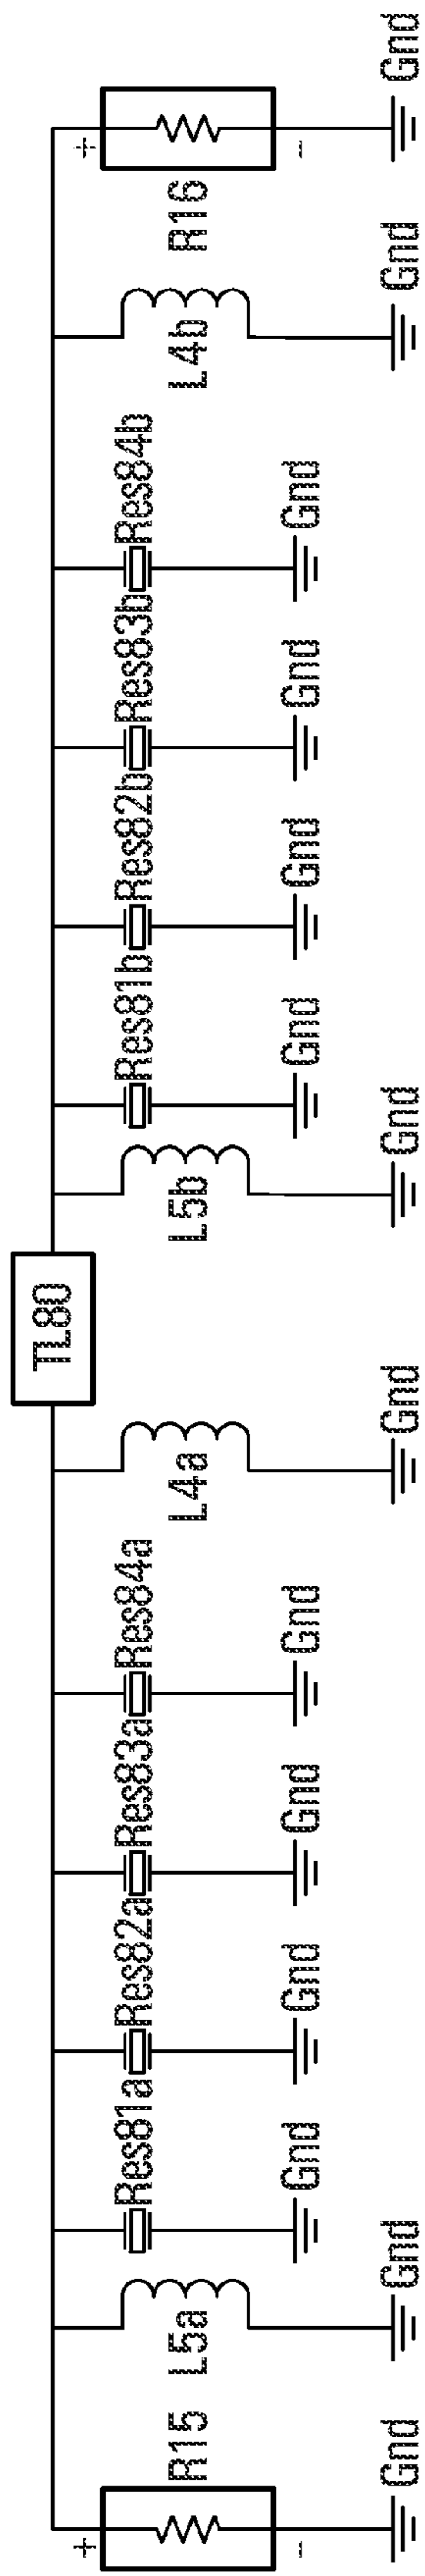 TL80
+ +
Res81a Res82a Res83a Res84a Res81b Res82b Res83b Res84b
R15 L5a L4a L5b L4b R16
- Gnd Gnd Gnd Gnd Gnd Gnd Gnd Gnd -
Gnd Gnd Gnd Gnd Gnd Gnd